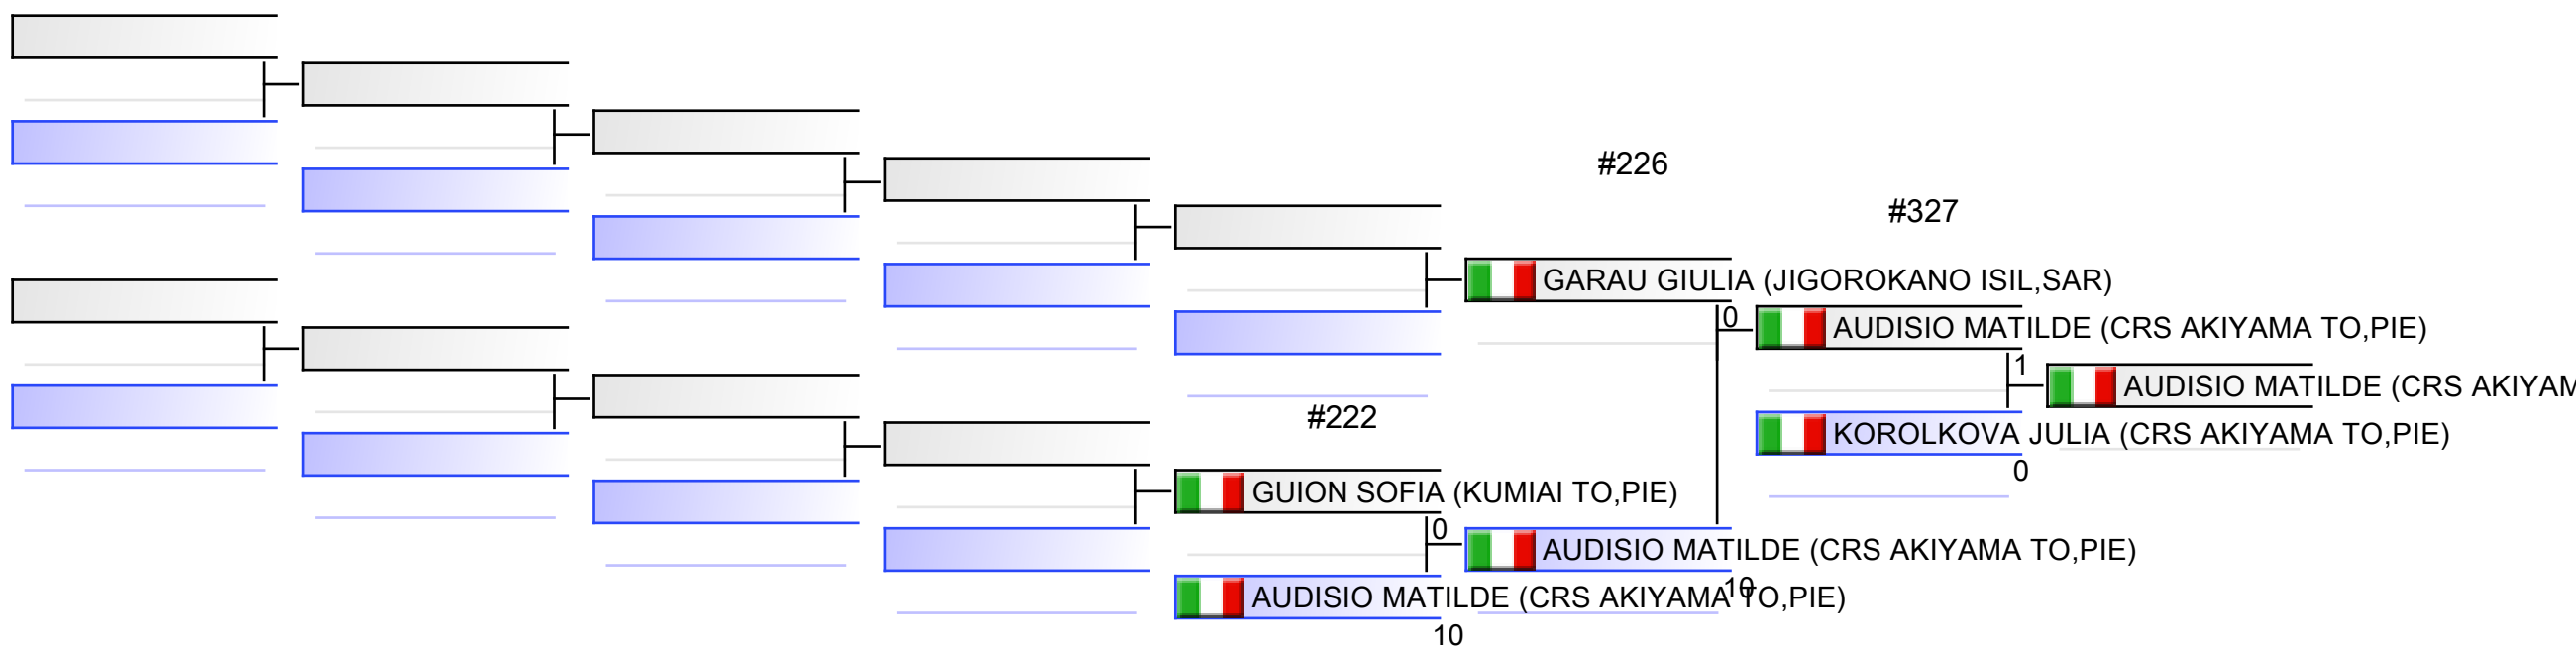 #226
#327
GARAU GIULIA (JIGOROKANO ISIL,SAR)
0
AUDISIO MATILDE (CRS AKIYAMA TO,PIE)
1
AUDISIO MATILDE (CRS AKIYAM
#222
KOROLKOVA JULIA (CRS AKIYAMA TO,PIE)
0
GUION SOFIA (KUMIAI TO,PIE)
0
AUDISIO MATILDE (CRS AKIYAMA TO,PIE)
10
AUDISIO MATILDE (CRS AKIYAMA TO,PIE)
10